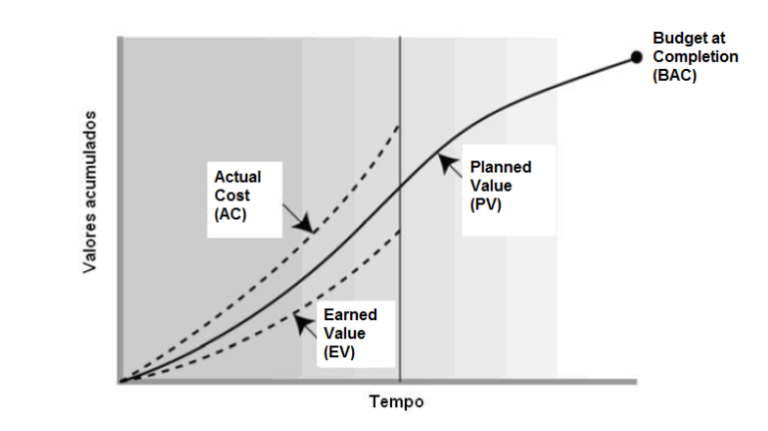 Budget at
Completion
(BAC)
Actual
Cost
(AC)
Planned
Value
(PV)
Earned
Value
(EV)
Valores acumulados
Tempo